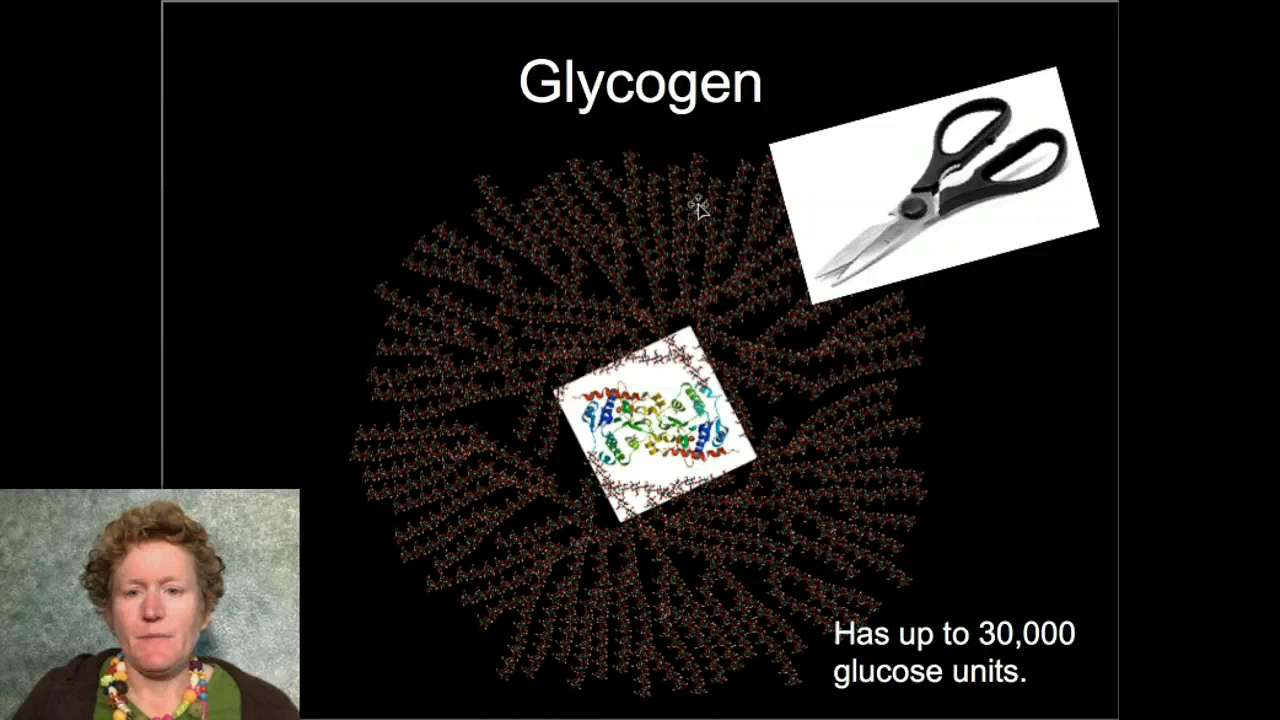 Glycogen
Has up to 30,000
glucose units.